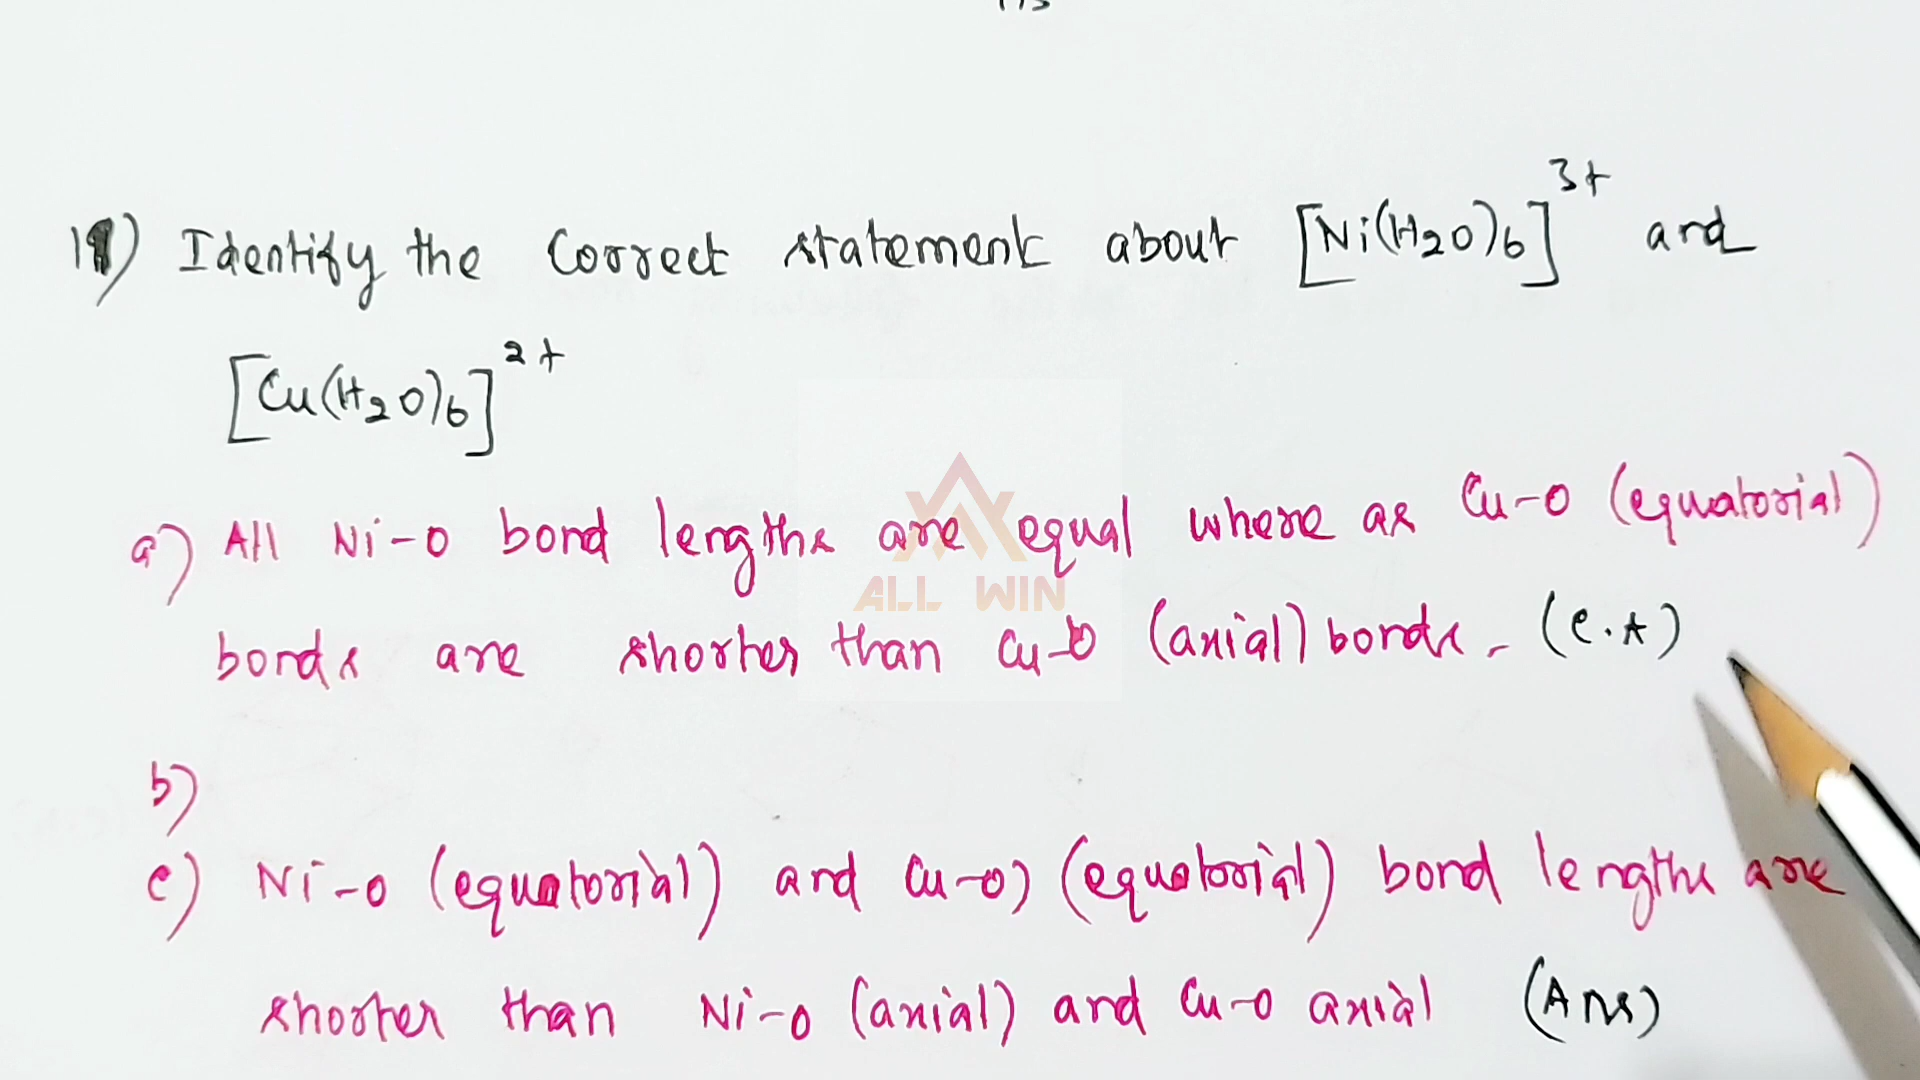 19) Identify the correct statement about [Ni(H2O)6]3+ and
[Cu(H2O)6]2+
a) All Ni-O bond lengths are equal where as Cu-O (equatorial)
bonds are shorter than Cu-O (axial) bonds. (C.A)
b)
c) Ni-O (equatorial) and Cu-O) (equatorial) bond lengths are
shorter than Ni-O (axial) and Cu-O axial (Ans)
ALL WIN